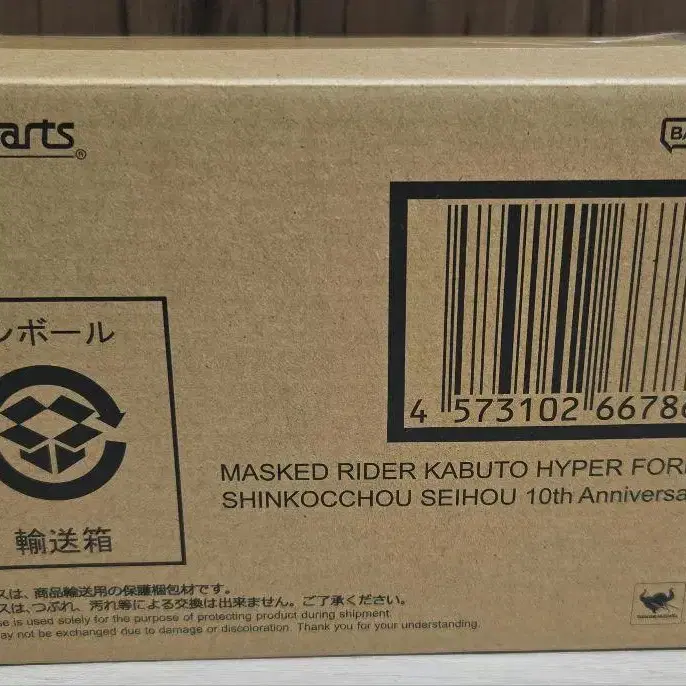 arts
®
BA
ンボール
4 573102 66786
MASKED RIDER KABUTO HYPER FOR
SHINKOCCHOU SEIHOU 10th Anniversa
輸送箱
スは、商品輸送用の保護梱包材です。
スは、つぶれ、汚れ等による交換は出来ません。ご了承ください。
se is used solely for the purpose of protecting product during shipment.
may not be exchanged due to damage or discoloration. Thank you for your understanding.